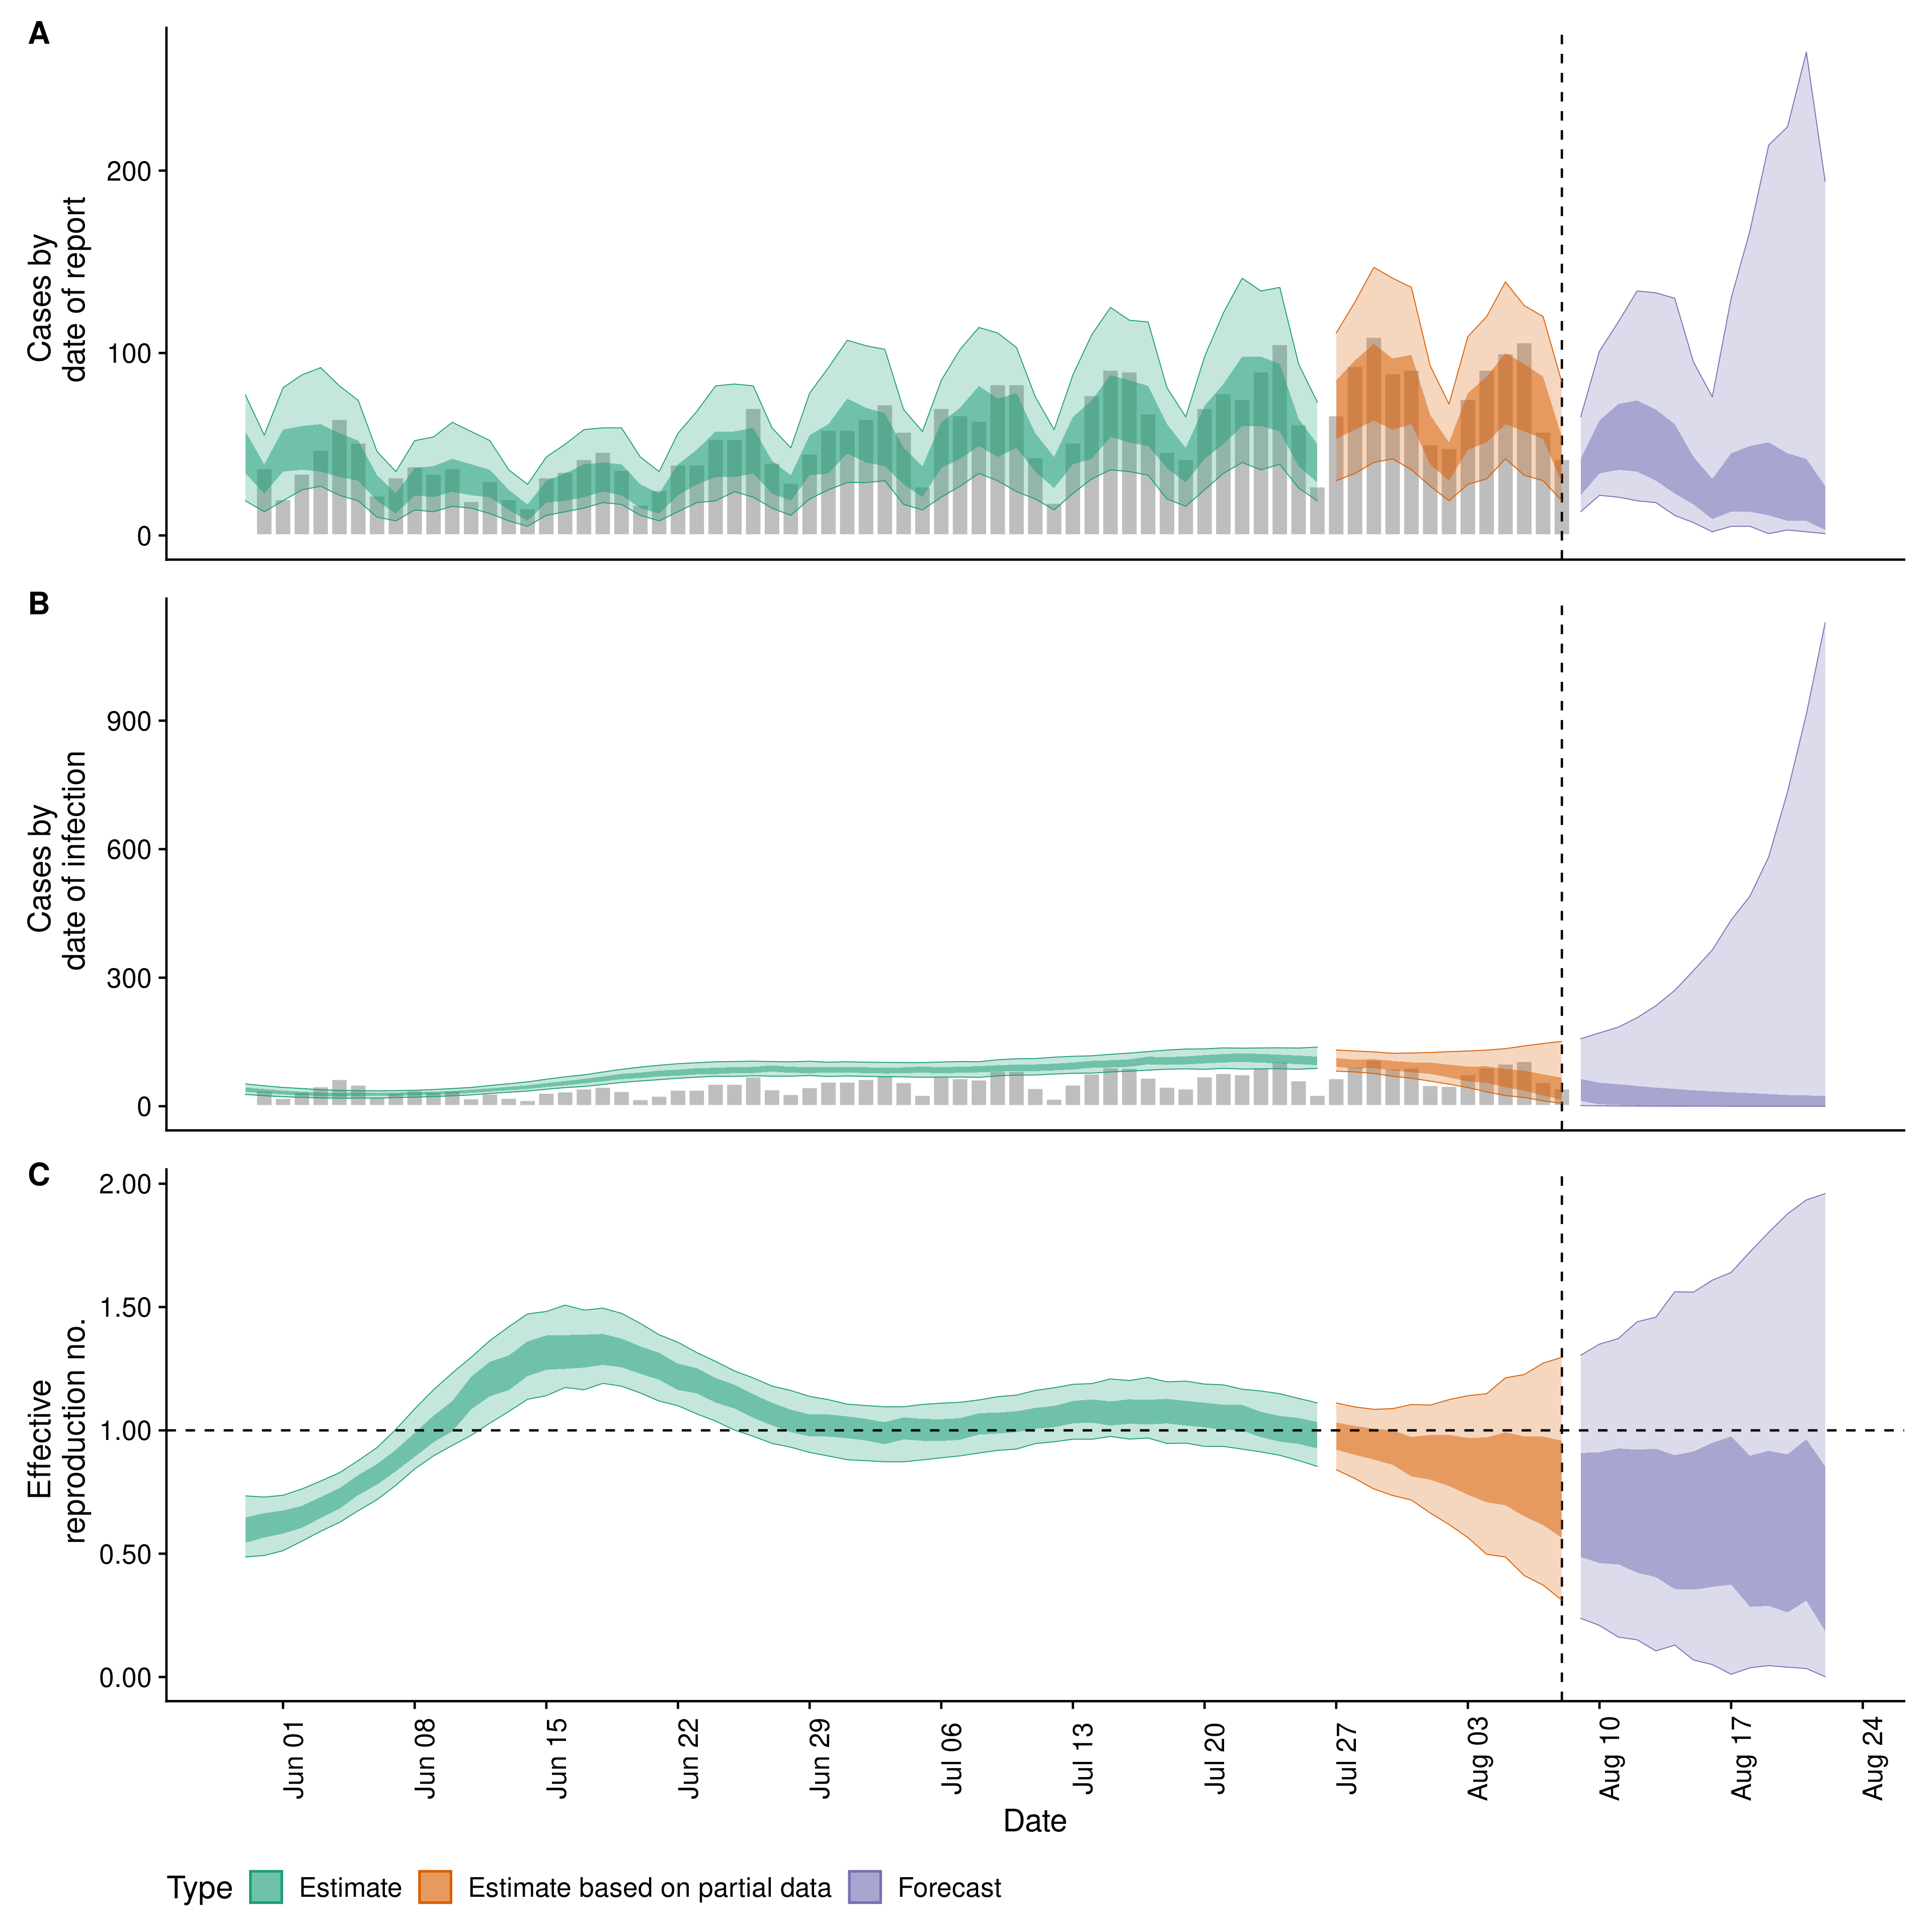 A
Cases by
date of report
200
100
0
B
Cases by
date of infection
900
600
300
0
C
Effective
reproduction no.
2.00
1.50
1.00
0.50
0.00
Jun 01
Jun 08
Jun 15
Jun 22
Jun 29
Jul 06
Jul 13
Jul 20
Jul 27
Aug 03
Aug 10
Aug 17
Aug 24
Date
Type Estimate Estimate based on partial data Forecast